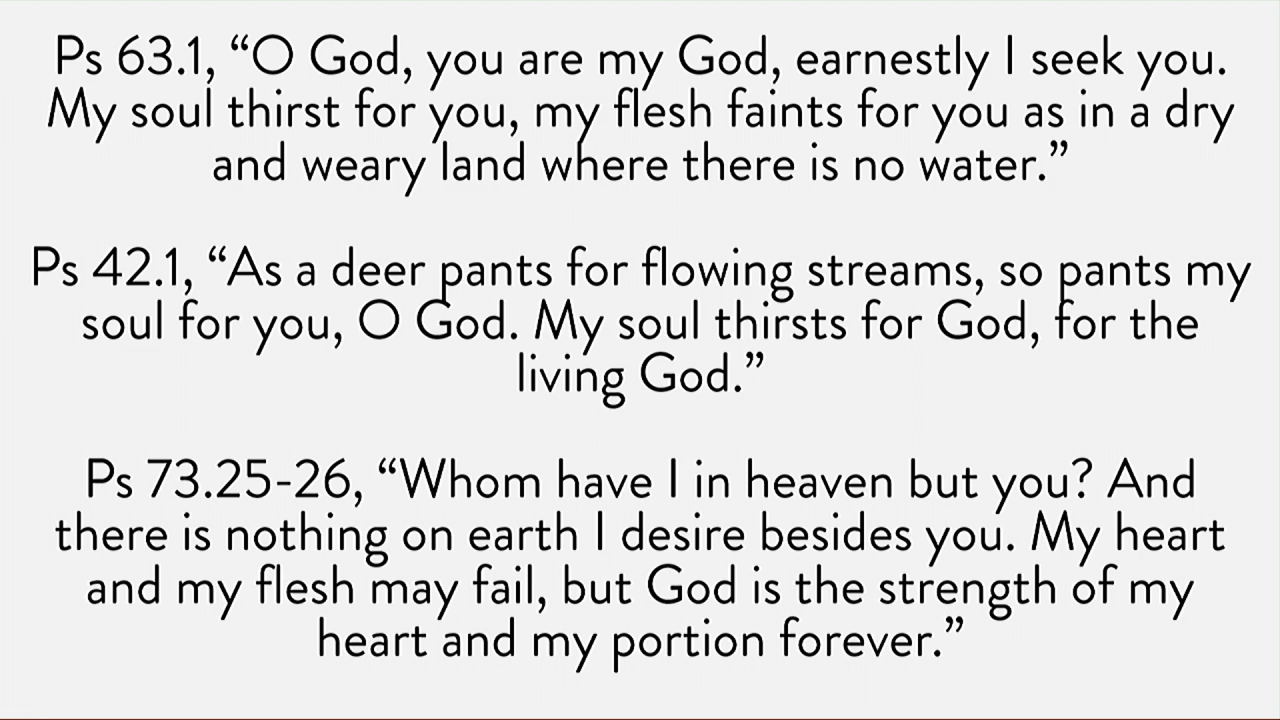 Ps 63.1, “O God, you are my God, earnestly I seek you.
My soul thirst for you, my flesh faints for you as in a dry
and weary land where there is no water.”
Ps 42.1, “As a deer pants for flowing streams, so pants my
soul for you, O God. My soul thirsts for God, for the
living God.”
Ps 73.25-26, “Whom have I in heaven but you? And
there is nothing on earth I desire besides you. My heart
and my flesh may fail, but God is the strength of my
heart and my portion forever.”